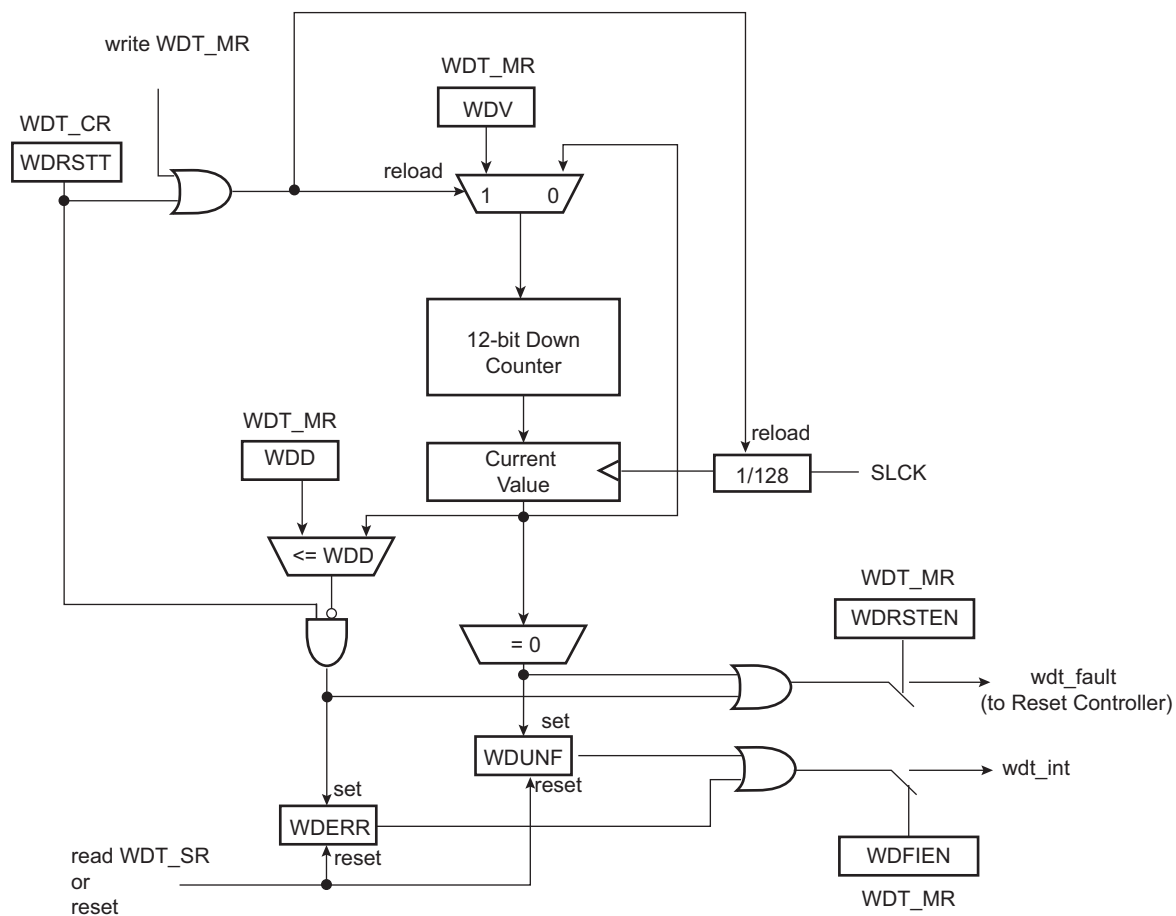 write WDT_MR
WDT_MR
WDV
WDT_CR
WDRSTT
reload
1 0
12-bit Down
Counter
WDT_MR
WDD
Current
Value
reload
1/128
SLCK
<= WDD
= 0
WDT_MR
WDRSTEN
wdt_fault
(to Reset Controller)
set
WDUNF
reset
wdt_int
set
WDERR
reset
read WDT_SR
or
reset
WDFIEN
WDT_MR